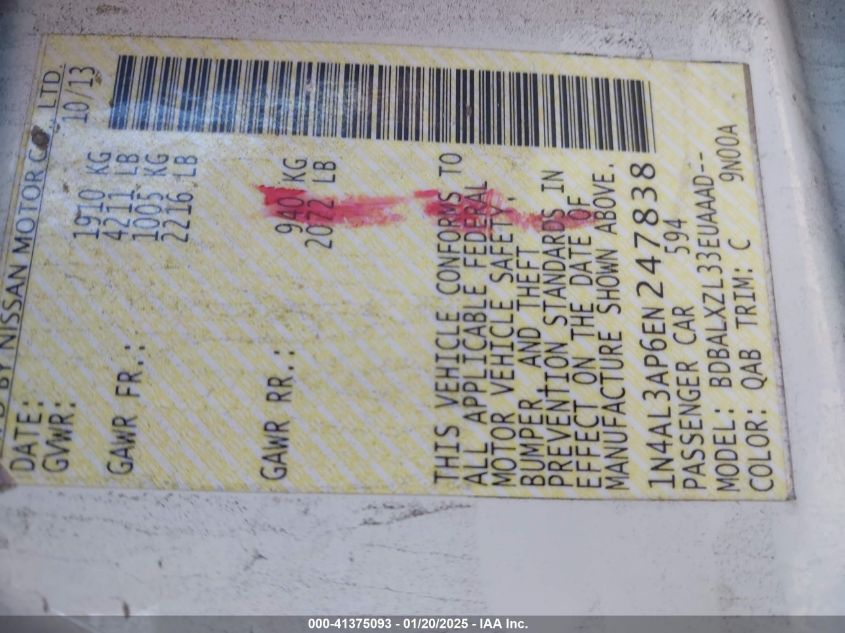 D BY NISSAN MOTOR CO., LTD.
DATE: 10/13
GVWR: 1910 KG
4211 LB
GAWR FR.: 1005 KG
2216 LB
GAWR RR.: 940 KG
2072 LB
THIS VEHICLE CONFORMS TO
ALL APPLICABLE FEDERAL
MOTOR VEHICLE SAFETY,
BUMPER, AND THEFT
PREVENTION STANDARDS IN
EFFECT ON THE DATE OF
MANUFACTURE SHOWN ABOVE.
1N4AL3AP6EN247838
PASSENGER CAR 594
MODEL: BDBALXZL33EUAAAD--
COLOR: QAB TRIM: C 9N00A
000-41375093 - 01/20/2025 - IAA Inc.